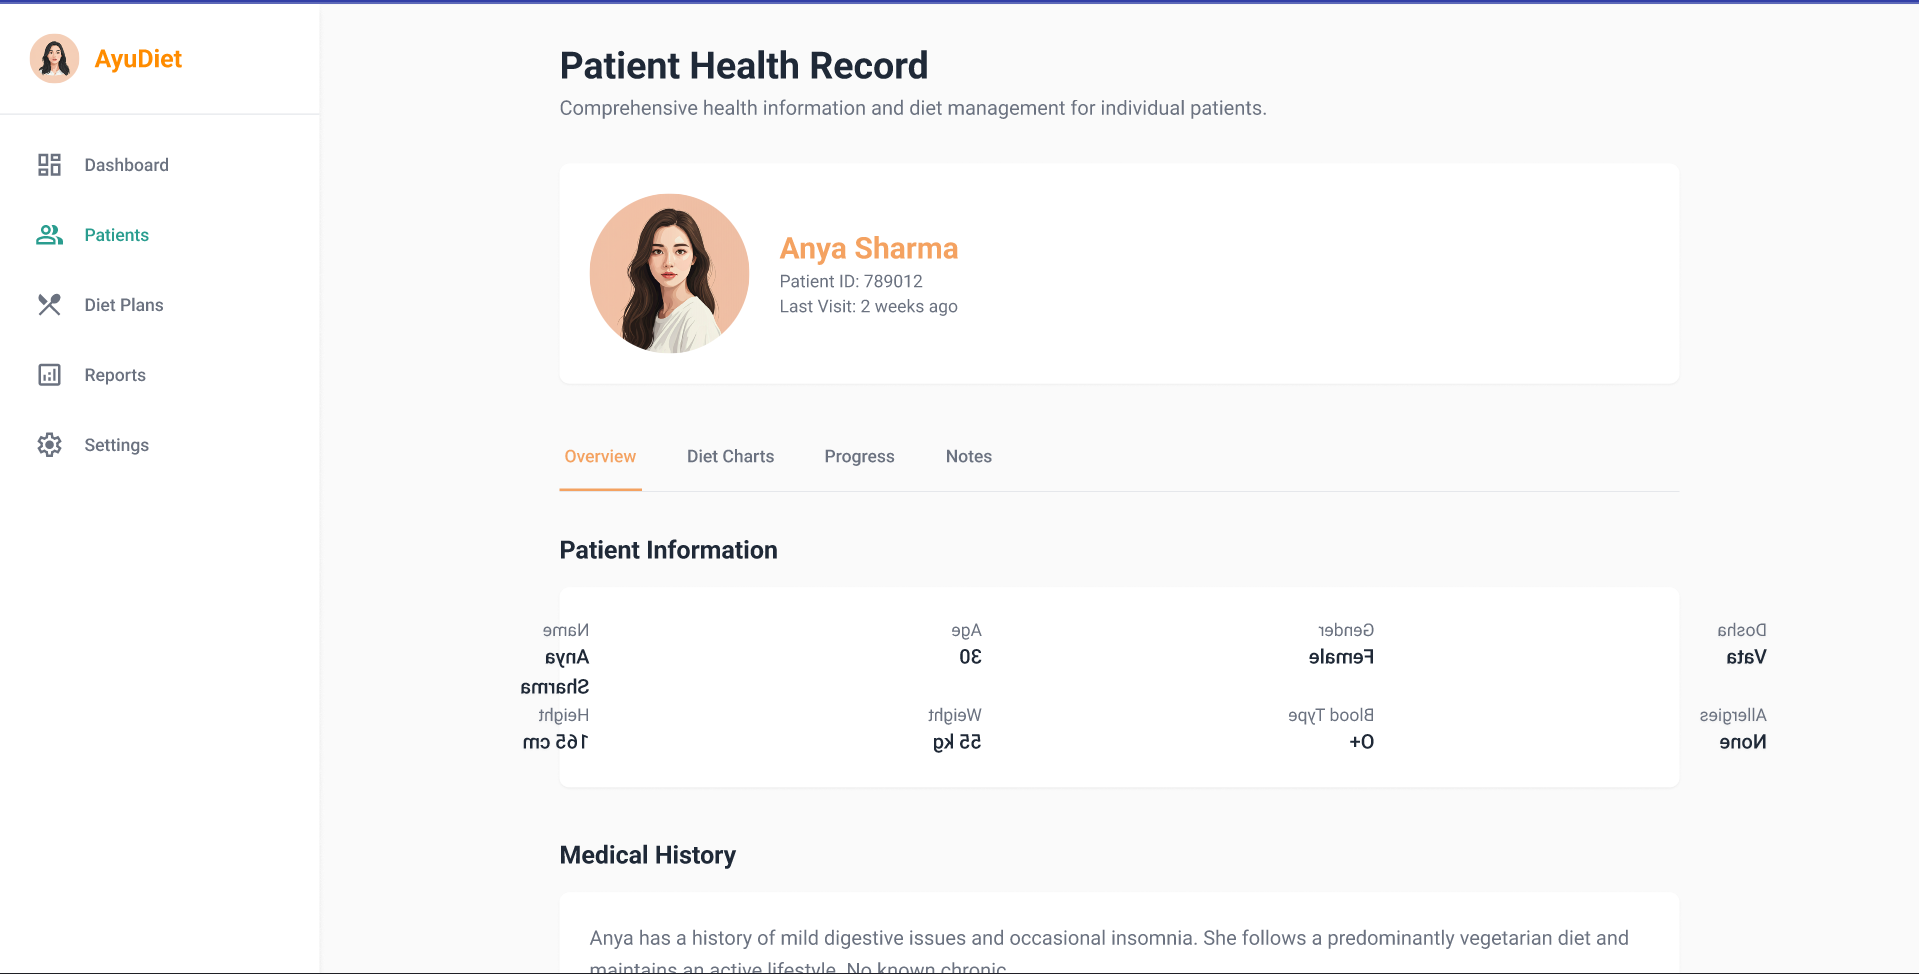 AyuDiet
Dashboard
Patients
Diet Plans
Reports
Settings
Patient Health Record
Comprehensive health information and diet management for individual patients.
Anya Sharma
Patient ID: 789012
Last Visit: 2 weeks ago
Overview Diet Charts Progress Notes
Patient Information
Name Age Gender Dosha
Anya 30 Female Vata
Sharma
Height Weight Blood Type Allergies
165 cm 55 kg O+ None
Medical History
Anya has a history of mild digestive issues and occasional insomnia. She follows a predominantly vegetarian diet and
maintains an active lifestyle. No known chronic